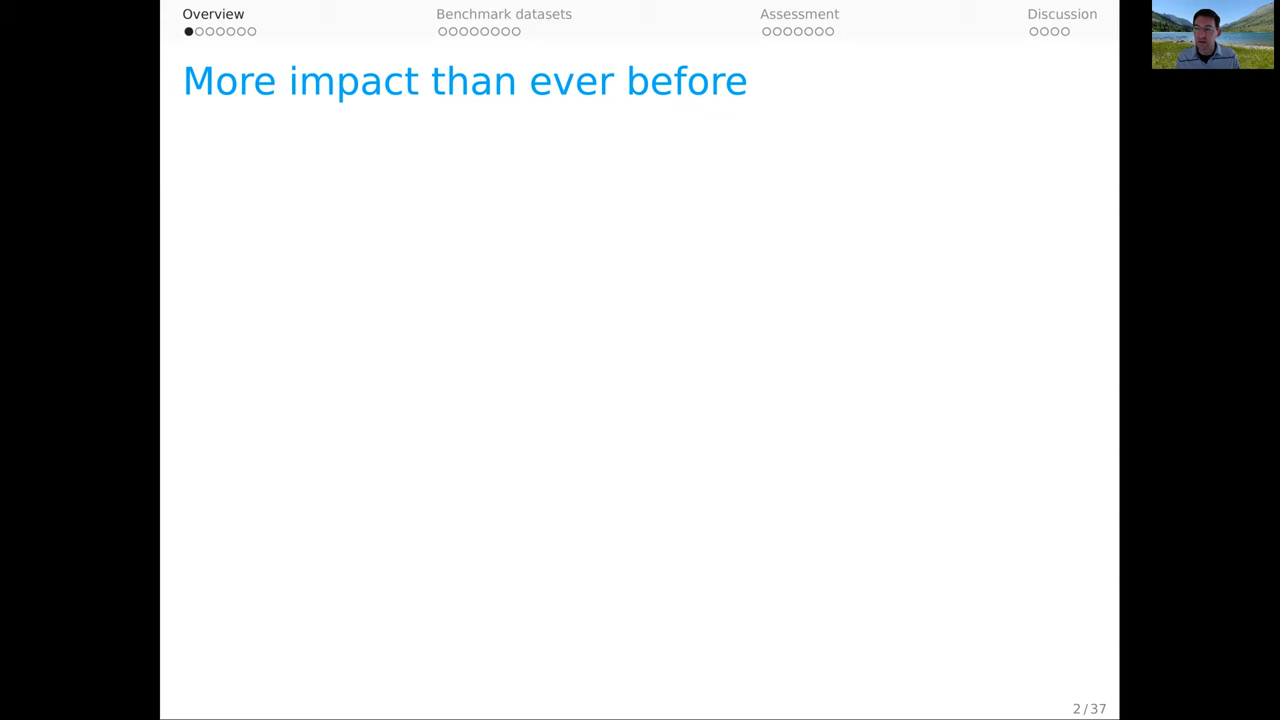 Overview
Benchmark datasets
Assessment
Discussion
More impact than ever before
2 / 37